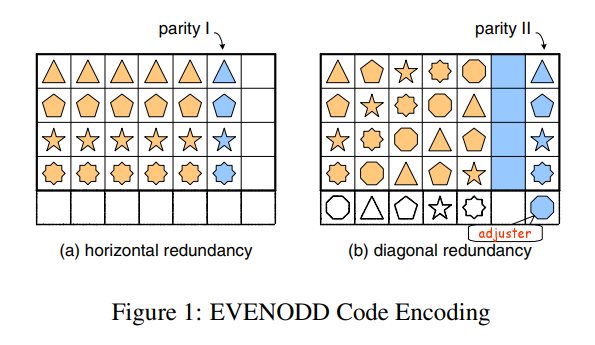 parity I
parity II
adjuster
(a) horizontal redundancy
(b) diagonal redundancy
Figure 1: EVENODD Code Encoding